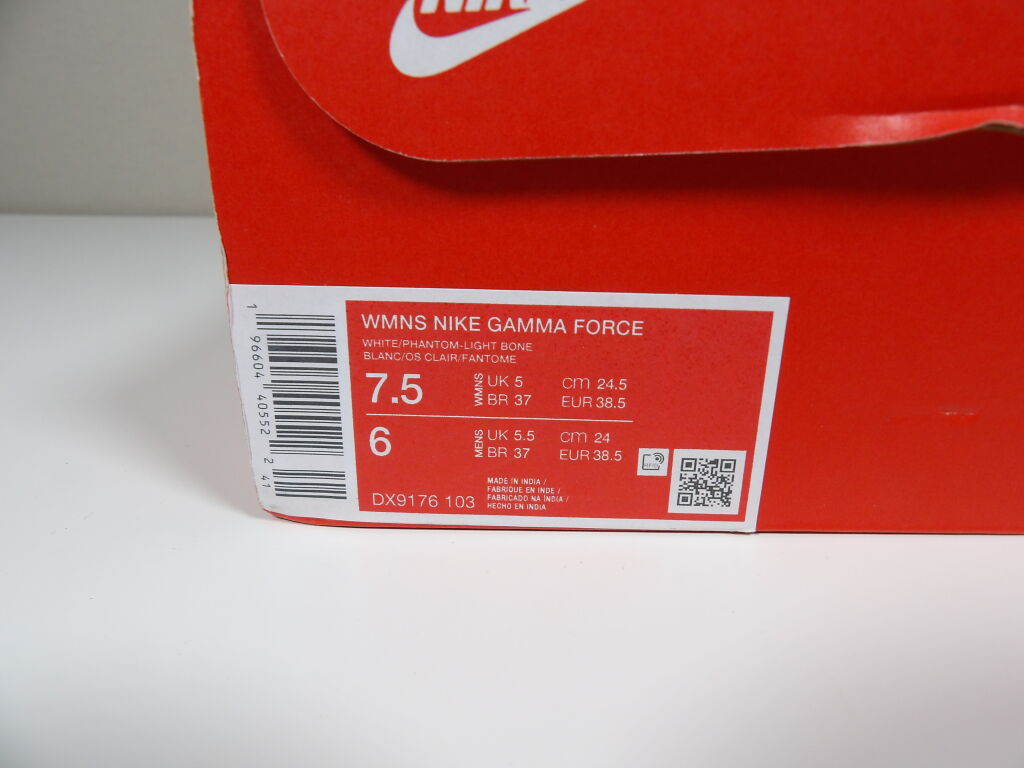 NIKE
WMNS NIKE GAMMA FORCE
WHITE/PHANTOM-LIGHT BONE
BLANC/OS CLAIR/FANTOME
7.5 WMNS UK 5 cm 24.5
BR 37 EUR 38.5
6 MENS UK 5.5 cm 24
BR 37 EUR 38.5
RFID
MADE IN INDIA /
FABRIQUE EN INDE /
FABRICADO NA ÍNDIA /
HECHO EN INDIA
DX9176 103
1 96604 40552 2 41